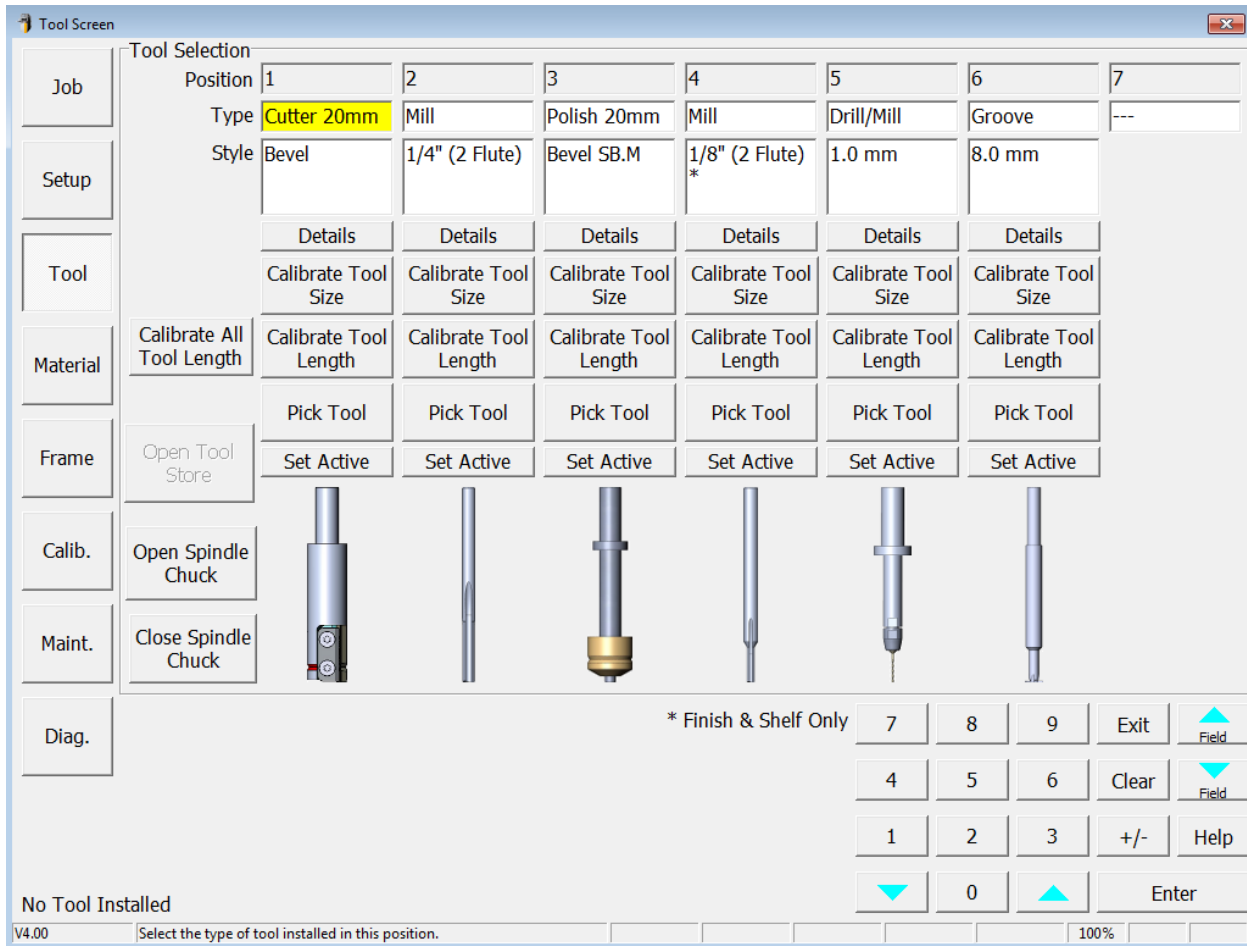 Tool Screen
Job
Setup
Tool
Material
Frame
Calib.
Maint.
Diag.
Tool Selection
Position 1 2 3 4 5 6 7
Type Cutter 20mm Mill Polish 20mm Mill Drill/Mill Groove ---
Style Bevel 1/4" (2 Flute) Bevel SB.M 1/8" (2 Flute) 1.0 mm 8.0 mm
*
Details Details Details Details Details Details
Calibrate Tool Calibrate Tool Calibrate Tool Calibrate Tool Calibrate Tool Calibrate Tool
Size Size Size Size Size Size
Calibrate All Calibrate Tool Calibrate Tool Calibrate Tool Calibrate Tool Calibrate Tool Calibrate Tool
Tool Length Length Length Length Length Length Length
Pick Tool Pick Tool Pick Tool Pick Tool Pick Tool Pick Tool
Open Tool Set Active Set Active Set Active Set Active Set Active Set Active
Store
Open Spindle
Chuck
Close Spindle
Chuck
* Finish & Shelf Only
7 8 9 Exit Field
4 5 6 Clear Field
1 2 3 +/- Help
0 Enter
No Tool Installed
V4.00 Select the type of tool installed in this position. 100%